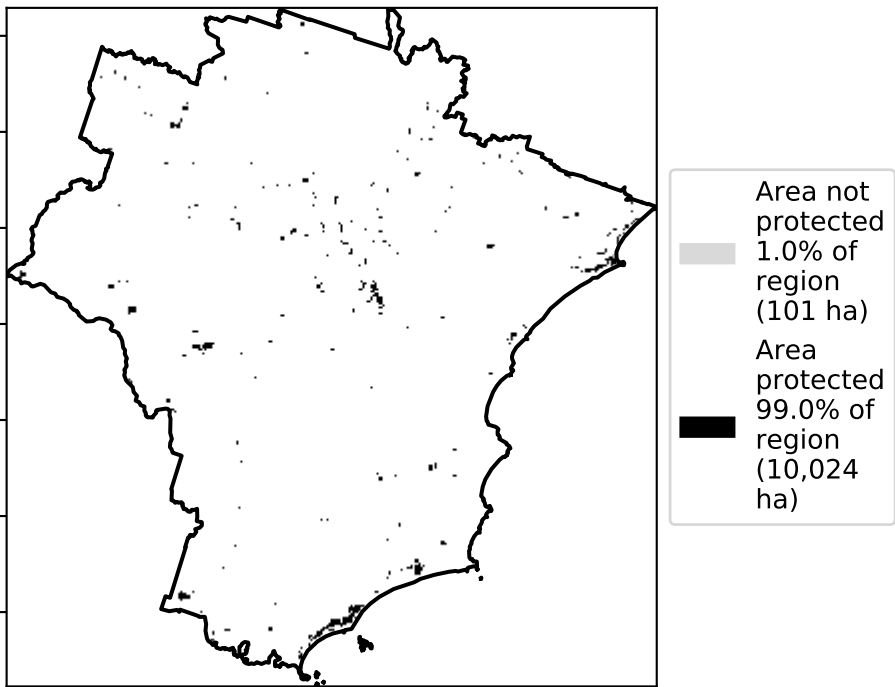 Area not
protected
1.0% of
region
(101 ha)
Area
protected
99.0% of
region
(10,024
ha)